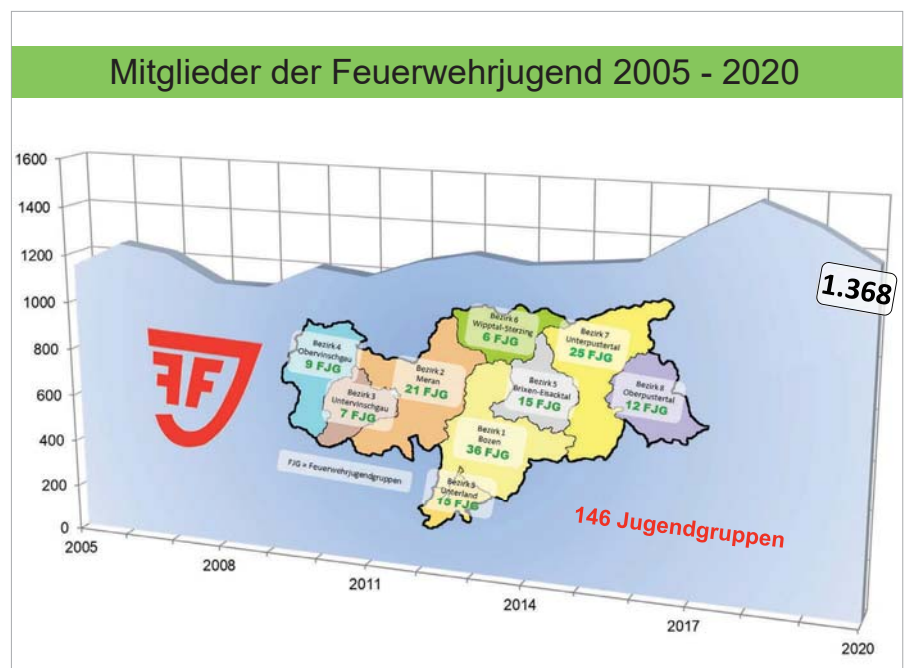 Mitglieder der Feuerwehrjugend 2005 - 2020
1600
1400
1200
1000
800
600
400
200
0
2005
2008
2011
2014
2017
2020
1.368
FF
Bezirk 4
Obervinschgau
9 FJG
Bezirk 3
Untervinschgau
7 FJG
Bezirk 2
Meran
21 FJG
Bezirk 6
Wipptal-Sterzing
6 FJG
Bezirk 7
Unterpustertal
25 FJG
Bezirk 5
Brixen-Eisacktal
15 FJG
Bezirk 8
Oberpustertal
12 FJG
Bezirk 1
Bozen
36 FJG
Bezirk 9
Unterland
15 FJG
FJG = Feuerwehrjugendgruppen
146 Jugendgruppen